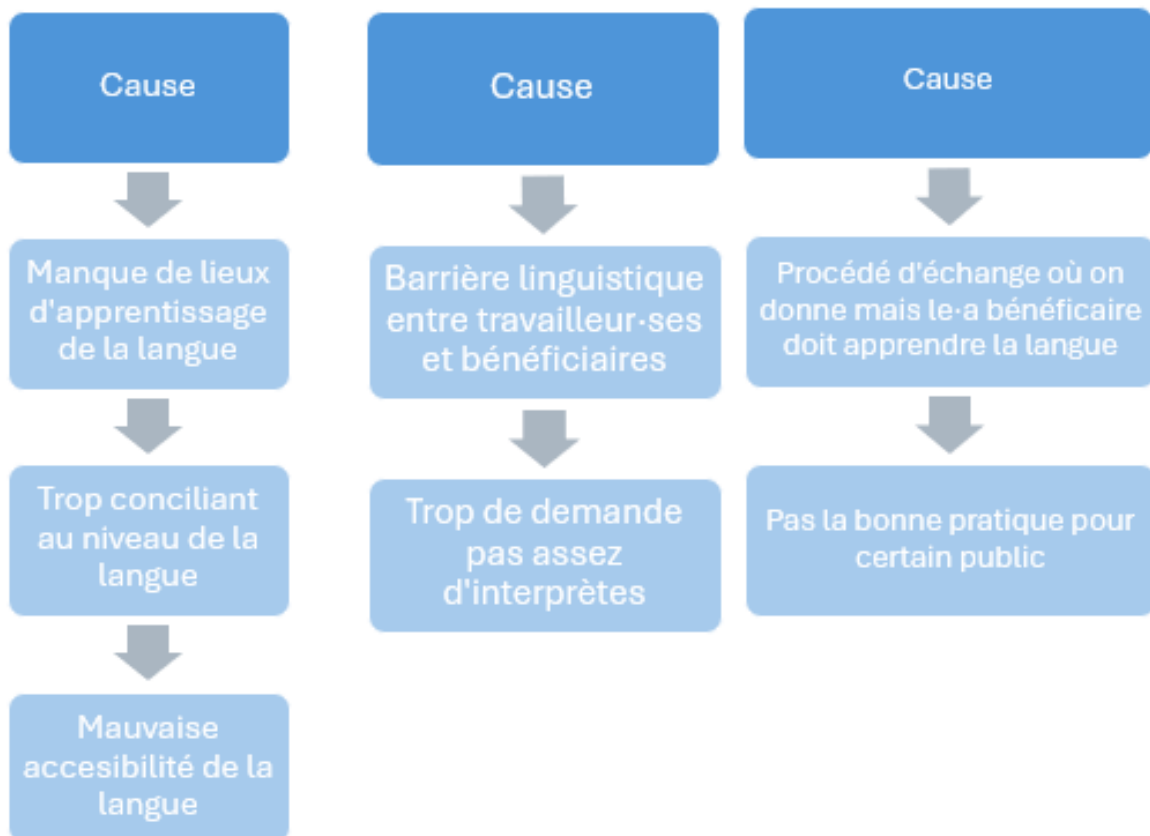 Cause
Manque de lieux
d'apprentissage
de la langue
Trop conciliant
au niveau de la
langue
Mauvaise
accesibilité de la
langue
Cause
Barrière linguistique
entre travailleur·ses
et bénéficiaires
Trop de demande
pas assez
d'interprètes
Cause
Procédé d'échange où on
donne mais le·a bénéficaire
doit apprendre la langue
Pas la bonne pratique pour
certain public